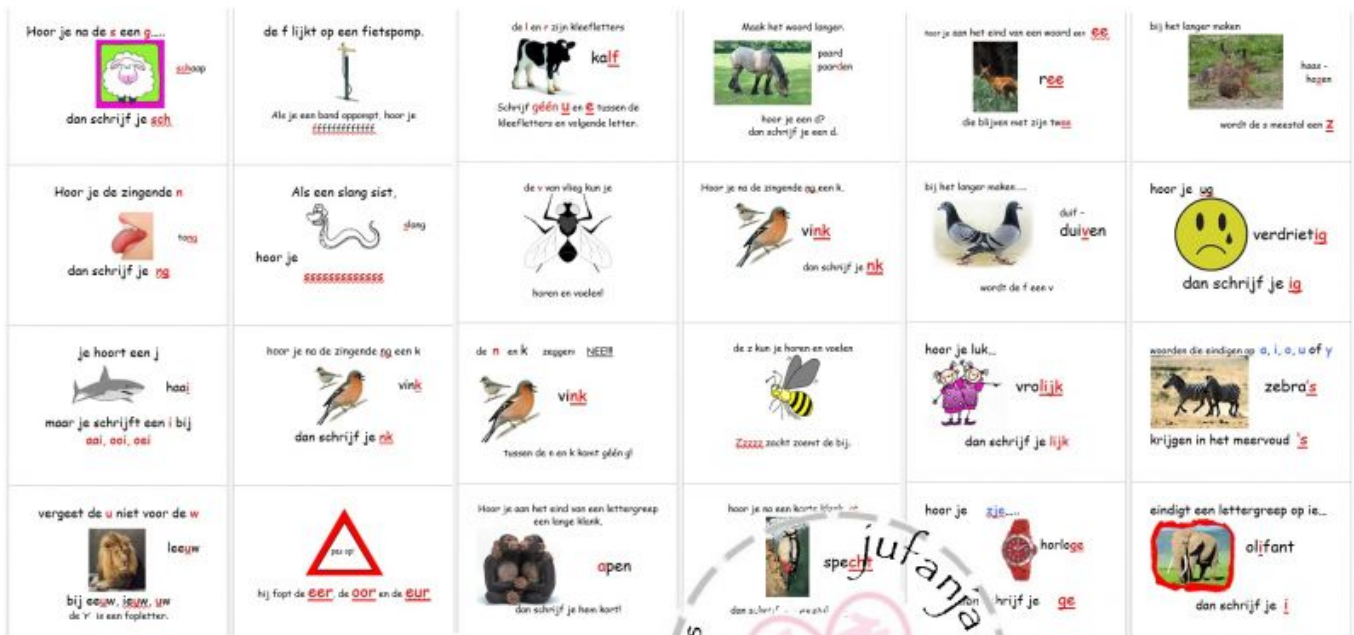 Hoor je na de s een g.....
schaap
dan schrijf je sch
de f lijkt op een fietspomp.
Als je een band oppompt, hoor je
fffffffffffff
de l en r zijn kleefletters
kalf
Schrijf géén u en e tussen de
kleefletters en volgende letter.
Maak het woord langer.
paard
paarden
hoor je een d?
dan schrijf je een d.
hoor je aan het eind van een woord een ee
ree
die blijven met zijn twee
bij het langer maken
haas -
hazen
wordt de s meestal een z
Hoor je de zingende n
tong
dan schrijf je ng
Als een slang sist,
slang
hoor je
sssssssssssss
de v van vlieg kun je
horen en voelen!
Hoor je na de zingende ng een k.
vink
dan schrijf je nk
bij het langer maken....
duif -
duiven
wordt de f een v
hoor je ug
verdrietig
dan schrijf je ig
je hoort een j
haai
maar je schrijft een i bij
aai, ooi, oei
hoor je na de zingende ng een k
vink
dan schrijf je nk
de n en k zeggen: NEE!!!
vink
tussen de n en k komt géén g!
de z kun je horen en voelen
Zzzzz zacht zoemt de bij.
hoor je luk...
vrolijk
dan schrijf je lijk
woorden die eindigen op a, i, o, u of y
zebra's
krijgen in het meervoud 's
vergeet de u niet voor de w
leeuw
bij eeuw, ieuw, uw
pas op!
hij fopt de eer, de oor en de eur
Hoor je aan het eind van een lettergreep
een lange klank,
apen
dan schrijf je hem kort!
hoor je na een korte klank
specht
hoor je zje.....
horloge
schrijf je ge
eindigt een lettergreep op ie...
olifant
dan schrijf je i
jufanja